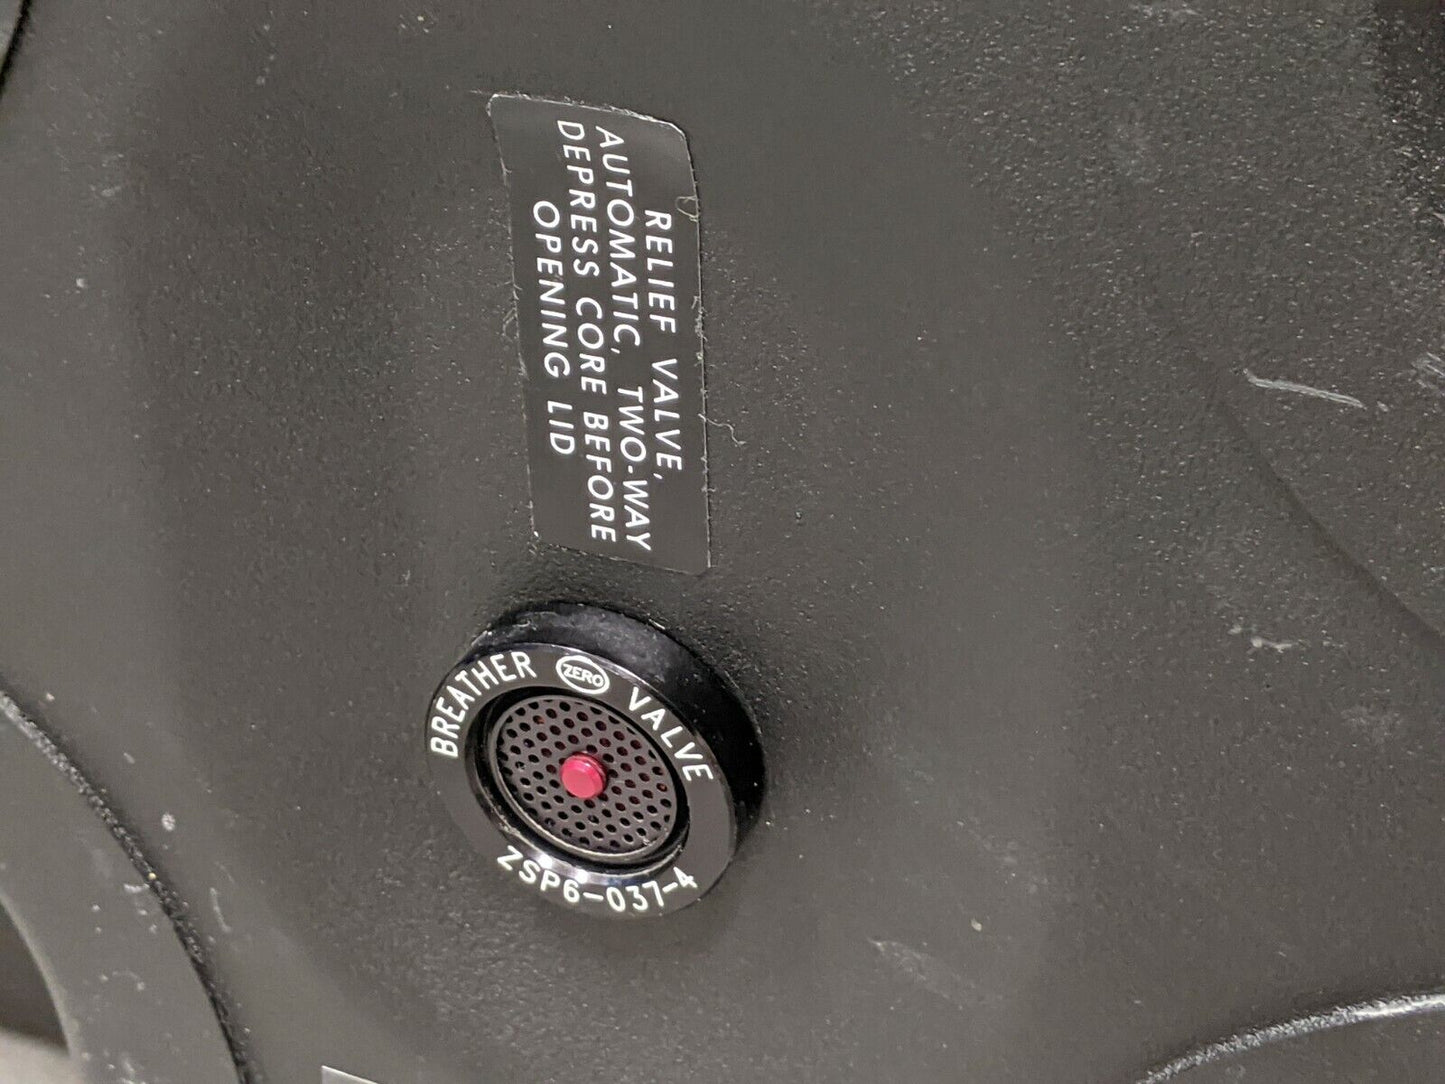 RELIEF VALVE,
AUTOMATIC, TWO-WAY
DEPRESS CORE BEFORE
OPENING LID
BREATHER ZERO VALVE
ZSP6-037-4